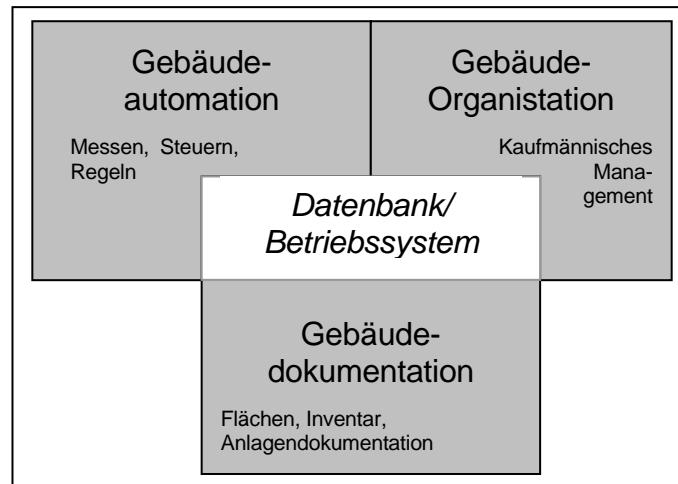 Gebäude-
automation
Messen, Steuern,
Regeln
Gebäude-
Organistation
Kaufmännisches
Mana-
gement
Datenbank/
Betriebssystem
Gebäude-
dokumentation
Flächen, Inventar,
Anlagendokumentation